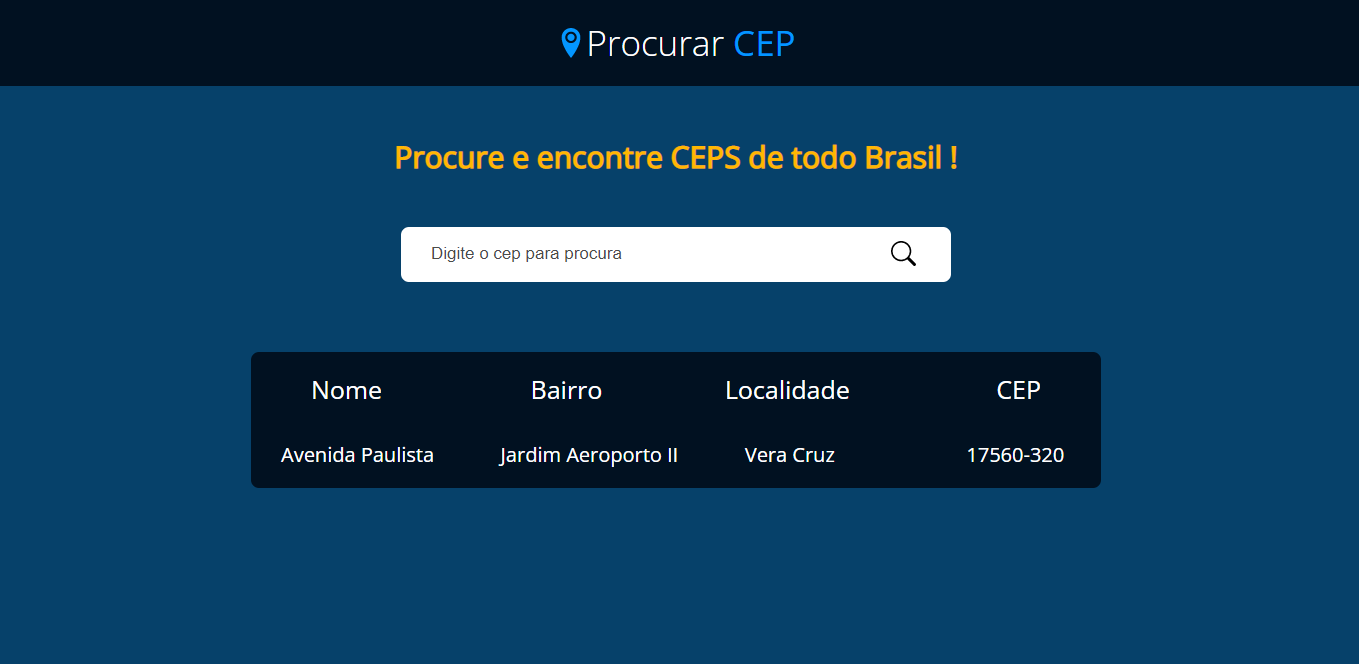 Procurar CEP
Procure e encontre CEPS de todo Brasil !
Digite o cep para procura
Nome Bairro Localidade CEP
Avenida Paulista Jardim Aeroporto II Vera Cruz 17560-320